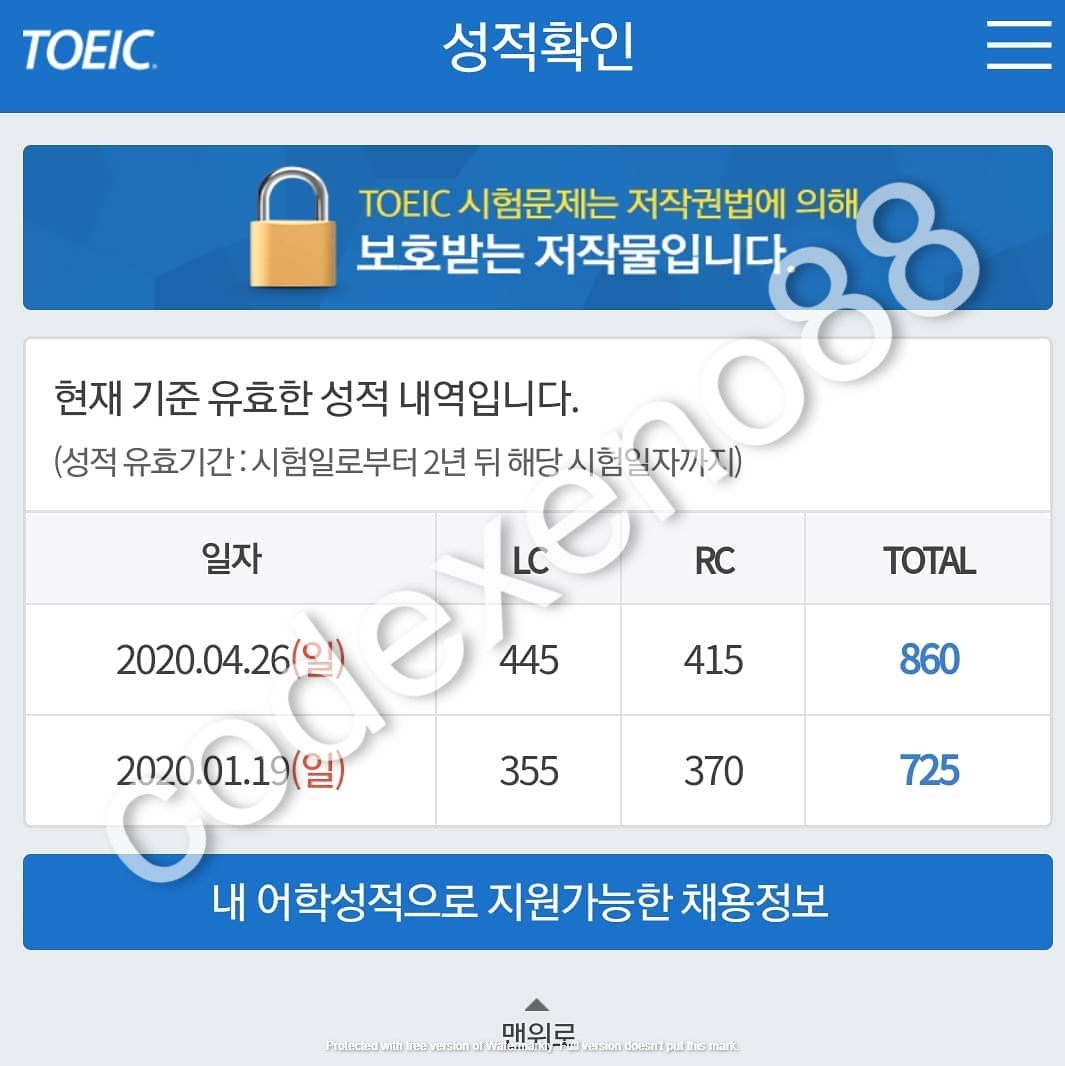 TOEIC.
성적확인
TOEIC 시험문제는 저작권법에 의해
보호받는 저작물입니다.
현재 기준 유효한 성적 내역입니다.
(성적 유효기간 : 시험일로부터 2년 뒤 해당 시험일자까지)
일자 LC RC TOTAL
2020.04.26(일) 445 415 860
2020.01.19(일) 355 370 725
codexeno88
내 어학성적으로 지원가능한 채용정보
맨위로
Protected with free version of Watermarkly. Full version doesn't put this mark.